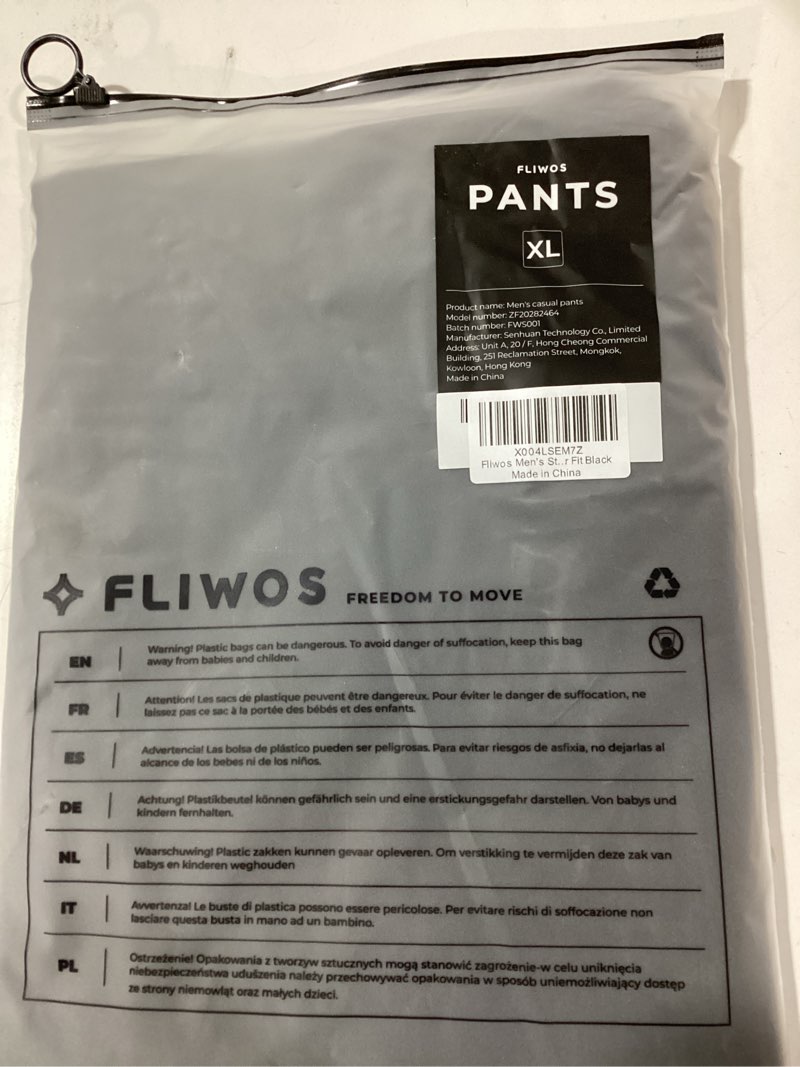 FLIWOS
PANTS
XL
Product name: Men's casual pants
Model number: ZF20282464
Batch number: FWS001
Manufacturer: Senhuan Technology Co., Limited
Address: Unit A, 20 / F, Hong Cheong Commercial
Building, 251 Reclamation Street, Mongkok,
Kowloon, Hong Kong
Made in China
X004LSEM7Z
Fliwos Men's St...r Fit Black
Made in China
FLIWOS FREEDOM TO MOVE
EN
Warning! Plastic bags can be dangerous. To avoid danger of suffocation, keep this bag
away from babies and children.
FR
Attention! Les sacs de plastique peuvent être dangereux. Pour éviter le danger de suffocation, ne
laissez pas ce sac à la portée des bébés et des enfants.
ES
Advertencia! Las bolsa de plástico pueden ser peligrosas. Para evitar riesgos de asfixia, no dejarlas al
alcance de los bebes ni de los niños.
DE
Achtung! Plastikbeutel können gefährlich sein und eine erstickungsgefahr darstellen. Von babys und
kindern fernhalten.
NL
Waarschuwing! Plastic zakken kunnen gevaar opleveren. Om verstikking te vermijden deze zak van
babys en kinderen weghouden
IT
Avvertenza! Le buste di plastica possono essere pericolose. Per evitare rischi di soffocazione non
lasciare questa busta in mano ad un bambino.
PL
Ostrzeżenie! Opakowania z tworzyw sztucznych mogą stanowić zagrożenie-w celu uniknięcia
niebezpieczeństwa uduszenia należy przechowywać opakowania w sposób uniemożliwiający dostęp
ze strony niemowląt oraz małych dzieci.